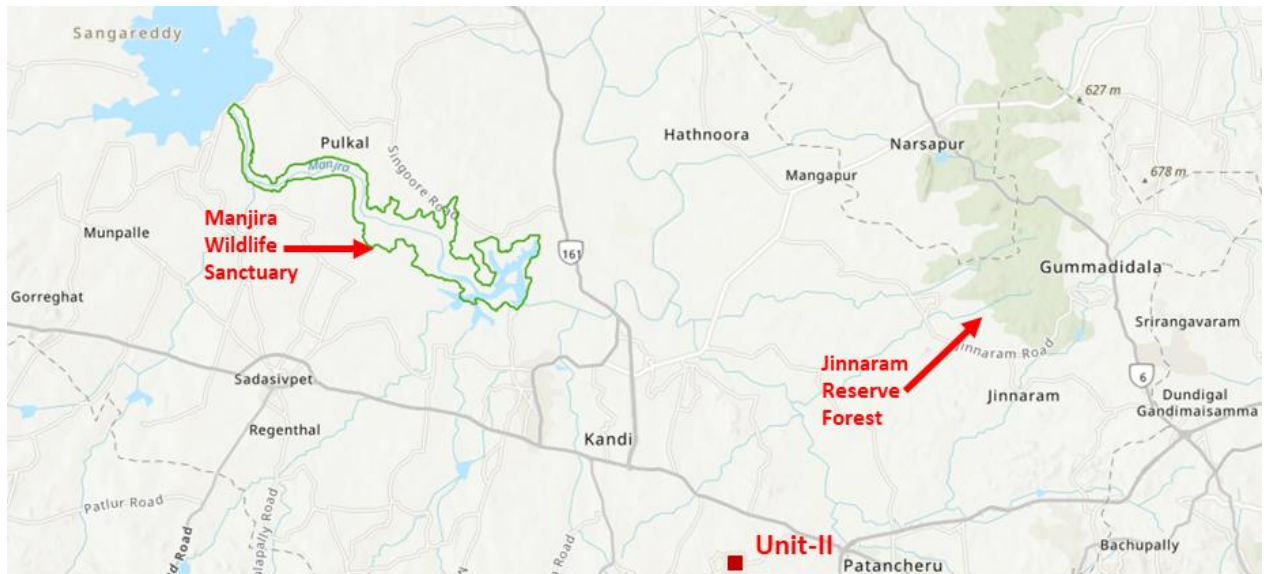 Sangareddy
627 m
Hathnoora
Narsapur
Pulkal
Manjira
Singoore Road
Mangapur
678 m
Manjira
Wildlife
Sanctuary
Munpalle
161
Gummadidala
Gorreghat
Srirangavaram
Jinnaram Road
Jinnaram
Reserve
Forest
Sadasivpet
6
Jinnaram
Dundigal
Gandimaisamma
Regenthal
Kandi
Patlur Road
Unit-II
Bachupally
Patancheru